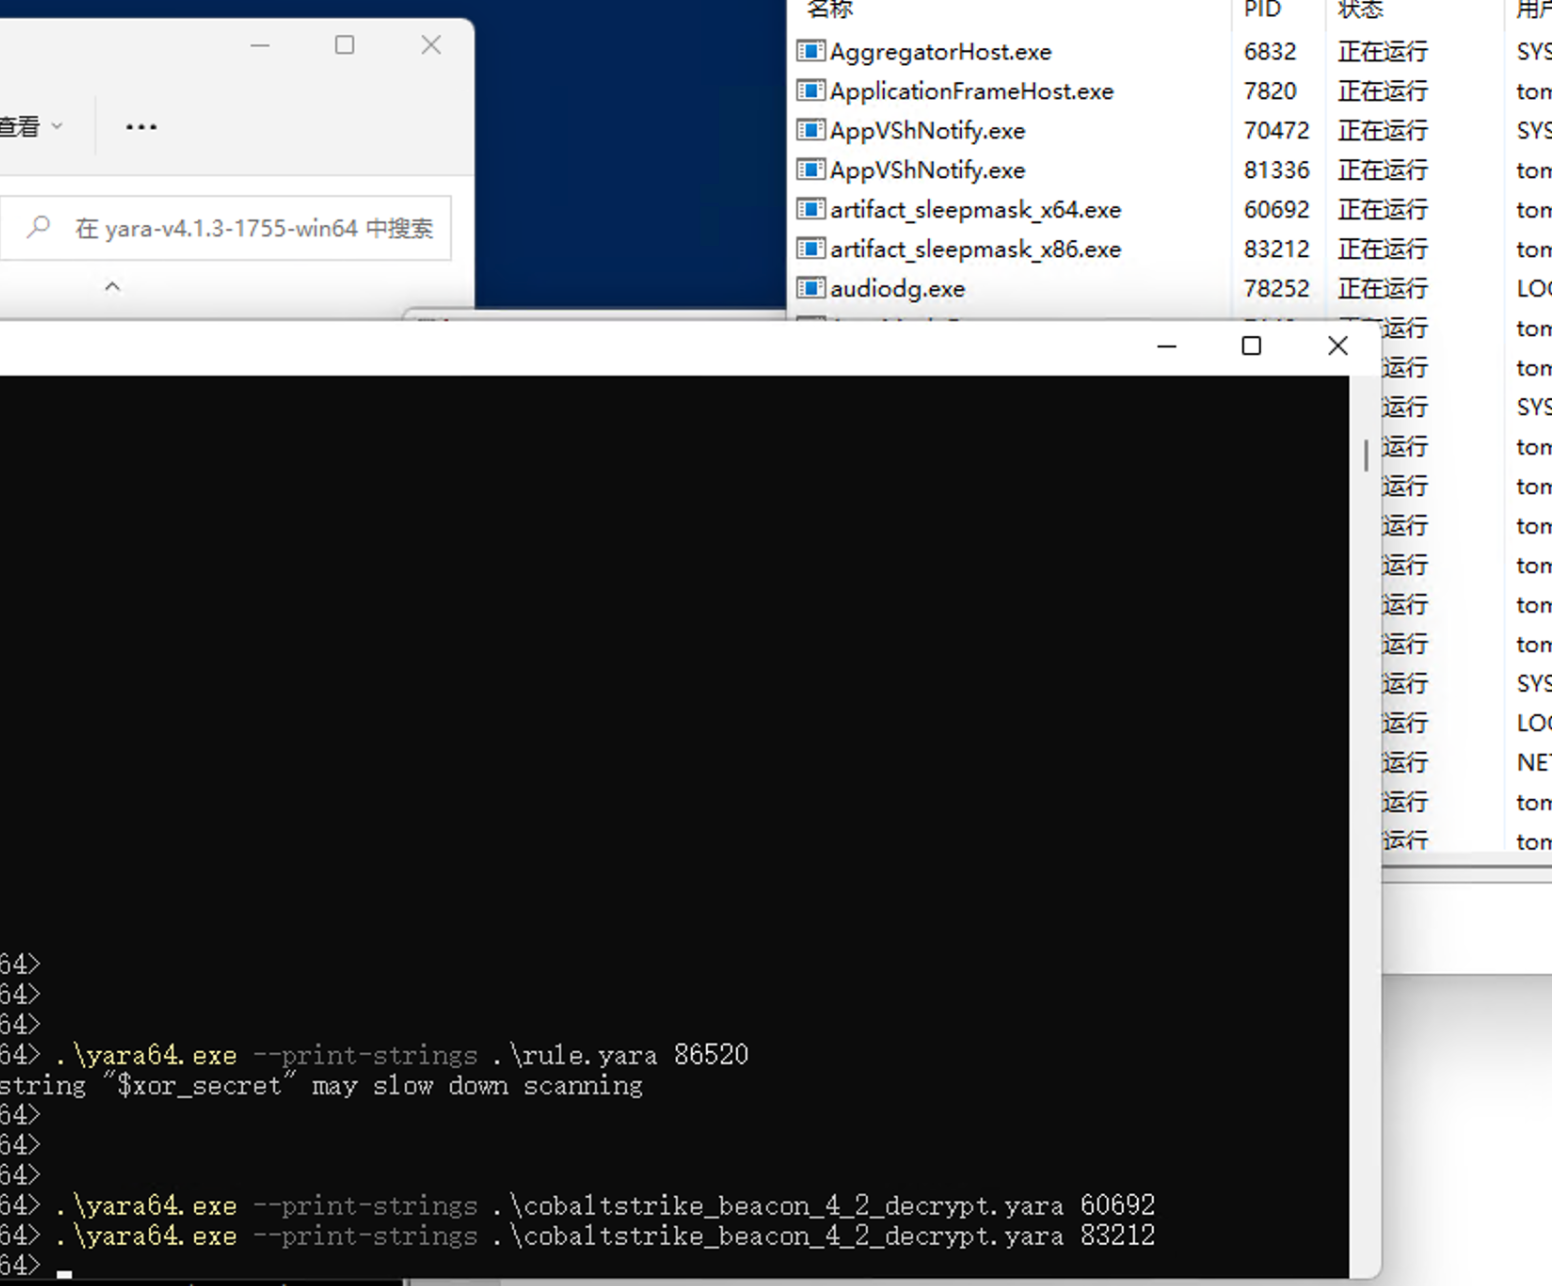 查看
在 yara-v4.1.3-1755-win64 中搜索
名称 PID 状态
AggregatorHost.exe 6832 正在运行 SYS
ApplicationFrameHost.exe 7820 正在运行 tom
AppVShNotify.exe 70472 正在运行 SYS
AppVShNotify.exe 81336 正在运行 tom
artifact_sleepmask_x64.exe 60692 正在运行 tom
artifact_sleepmask_x86.exe 83212 正在运行 tom
audiodg.exe 78252 正在运行 LOC
运行 tom
运行 tom
运行 SYS
运行 tom
运行 tom
运行 tom
运行 tom
运行 tom
运行 tom
运行 SYS
运行 LOC
运行 NET
运行 tom
运行 tom
64>
64>
64>
64> .\yara64.exe --print-strings .\rule.yara 86520
string "$xor_secret" may slow down scanning
64>
64>
64>
64> .\yara64.exe --print-strings .\cobaltstrike_beacon_4_2_decrypt.yara 60692
64> .\yara64.exe --print-strings .\cobaltstrike_beacon_4_2_decrypt.yara 83212
64>